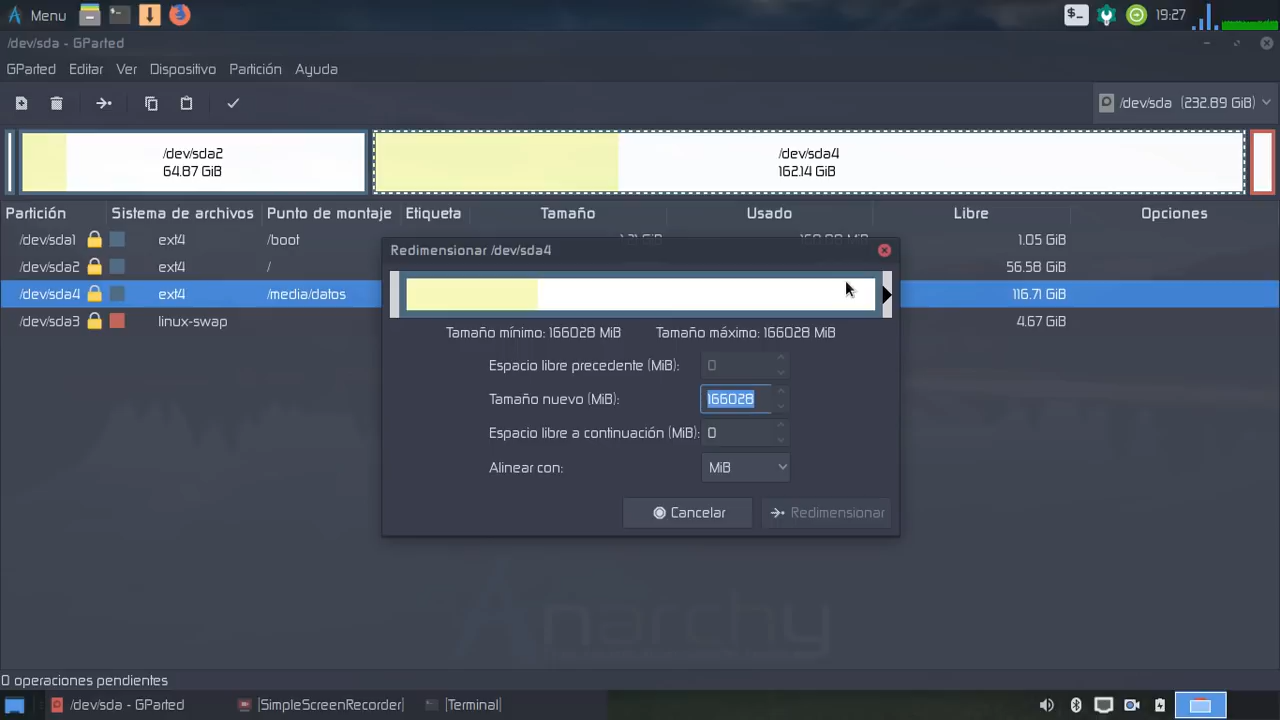 Menu
19:27
/dev/sda - GParted
GParted Editar Ver Dispositivo Partición Ayuda
/dev/sda (232.89 GiB)
/dev/sda2
64.87 GiB
/dev/sda4
162.14 GiB
Partición Sistema de archivos Punto de montaje Etiqueta Tamaño Usado Libre Opciones
/dev/sda1 ext4 /boot 1.05 GiB
/dev/sda2 ext4 / 56.58 GiB
/dev/sda4 ext4 /media/datos 116.71 GiB
/dev/sda3 linux-swap 4.67 GiB
Redimensionar /dev/sda4
Tamaño mínimo: 166028 MiB Tamaño máximo: 166028 MiB
Espacio libre precedente (MiB): 0
Tamaño nuevo (MiB): 166028
Espacio libre a continuación (MiB): 0
Alinear con: MiB
Cancelar Redimensionar
Anarchy
0 operaciones pendientes
/dev/sda - GParted [SimpleScreenRecorder] [Terminal]